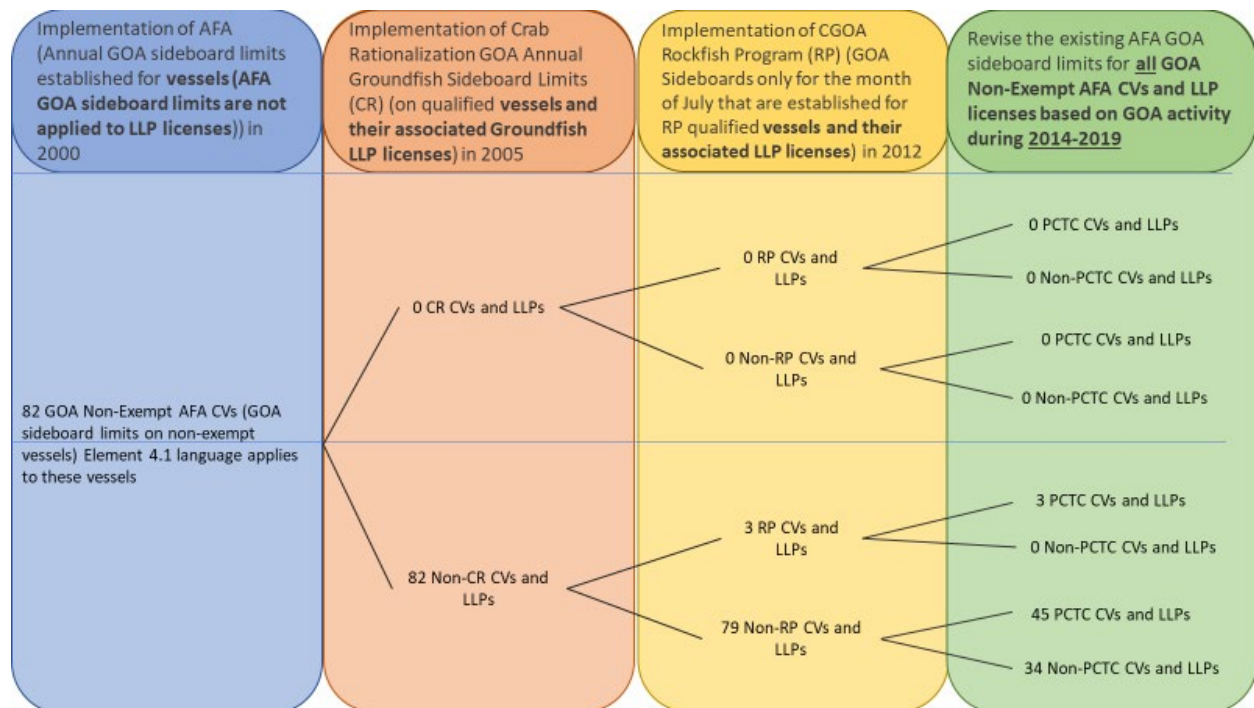 Implementation of AFA
(Annual GOA sideboard limits
established for vessels (AFA
GOA sideboard limits are not
applied to LLP licenses)) in
2000
Implementation of Crab
Rationalization GOA Annual
Groundfish Sideboard Limits
(CR) (on qualified vessels and
their associated Groundfish
LLP licenses) in 2005
Implementation of CGOA
Rockfish Program (RP) (GOA
Sideboards only for the month
of July that are established for
RP qualified vessels and their
associated LLP licenses) in 2012
Revise the existing AFA GOA
sideboard limits for all GOA
Non-Exempt AFA CVs and LLP
licenses based on GOA activity
during 2014-2019
82 GOA Non-Exempt AFA CVs (GOA
sideboard limits on non-exempt
vessels) Element 4.1 language applies
to these vessels
0 CR CVs and LLPs
82 Non-CR CVs and
LLPs
0 RP CVs and
LLPs
0 Non-RP CVs and
LLPs
3 RP CVs and
LLPs
79 Non-RP CVs and
LLPs
0 PCTC CVs and LLPs
0 Non-PCTC CVs and LLPs
0 PCTC CVs and LLPs
0 Non-PCTC CVs and LLPs
3 PCTC CVs and LLPs
0 Non-PCTC CVs and LLPs
45 PCTC CVs and LLPs
34 Non-PCTC CVs and LLPs